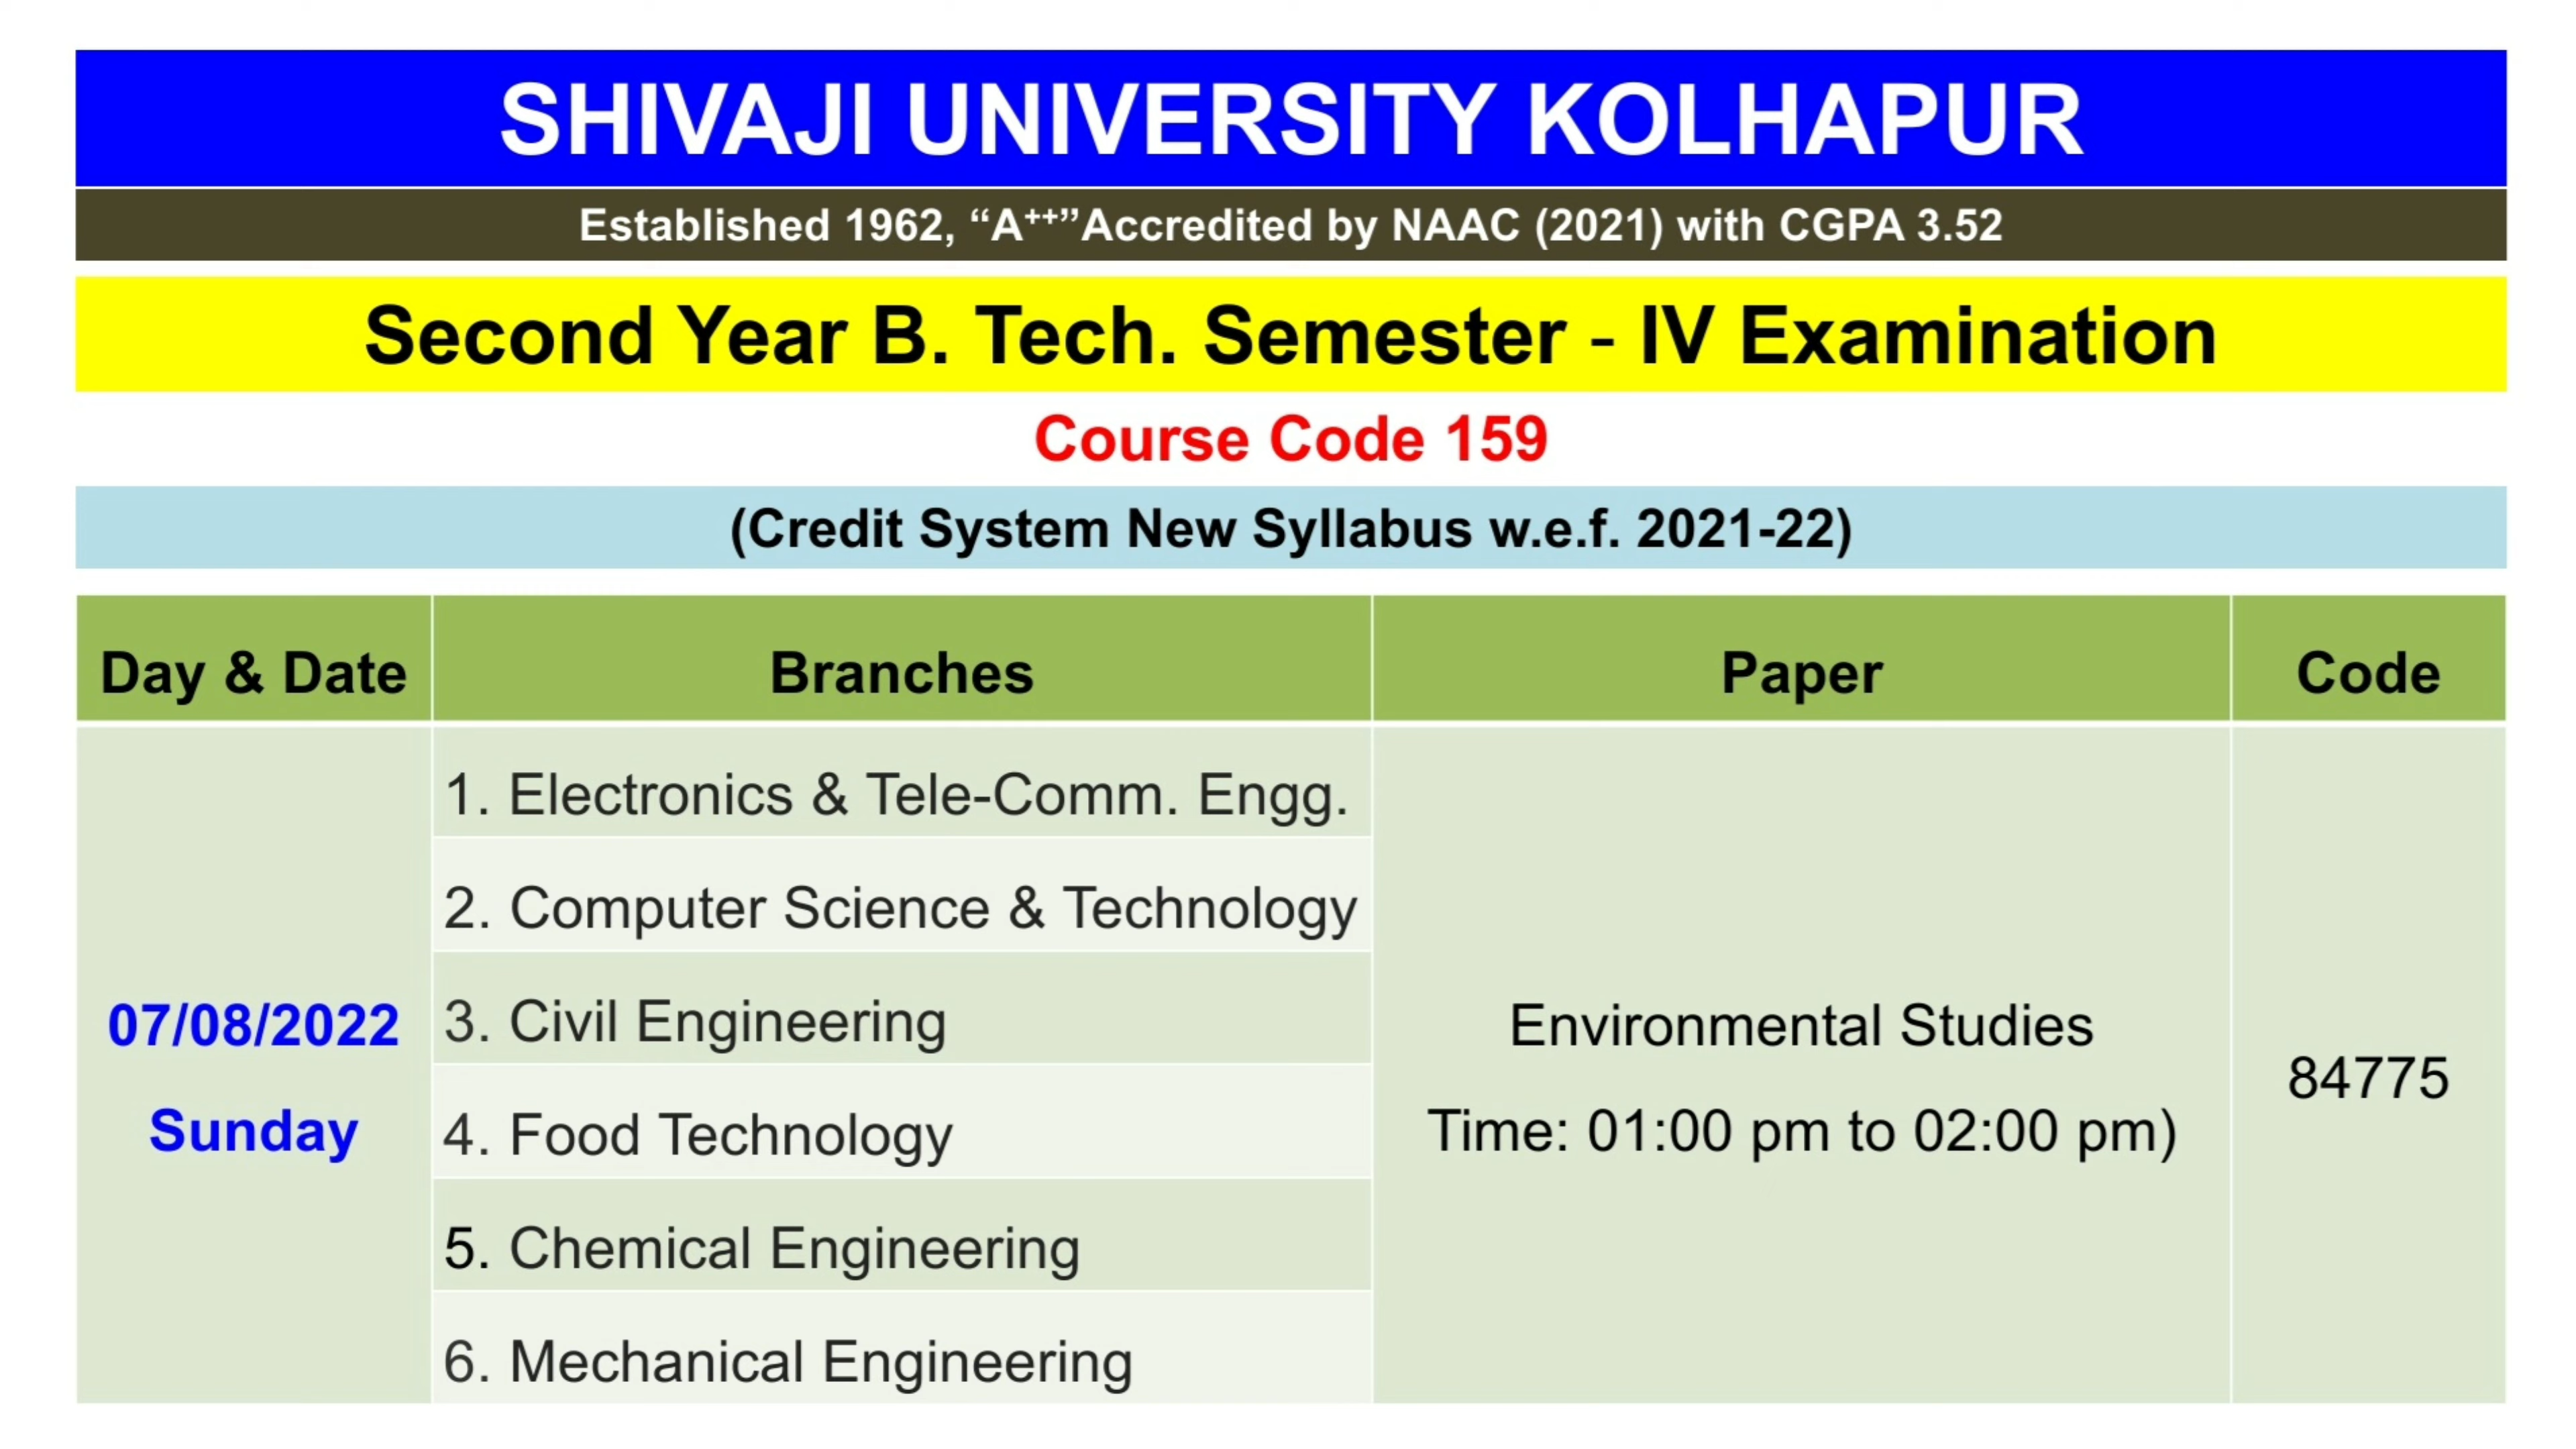 SHIVAJI UNIVERSITY KOLHAPUR
Established 1962, “A++”Accredited by NAAC (2021) with CGPA 3.52
Second Year B. Tech. Semester - IV Examination
Course Code 159
(Credit System New Syllabus w.e.f. 2021-22)
Day & Date Branches Paper Code
07/08/2022
Sunday
1. Electronics & Tele-Comm. Engg.
2. Computer Science & Technology
3. Civil Engineering
4. Food Technology
5. Chemical Engineering
6. Mechanical Engineering
Environmental Studies
Time: 01:00 pm to 02:00 pm)
84775